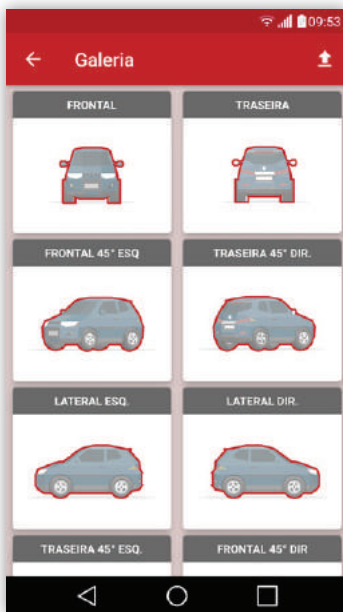 09:53
Galeria
FRONTAL
TRASEIRA
FRONTAL 45° ESQ
TRASEIRA 45° DIR.
LATERAL ESQ.
LATERAL DIR.
TRASEIRA 45° ESQ.
FRONTAL 45° DIR